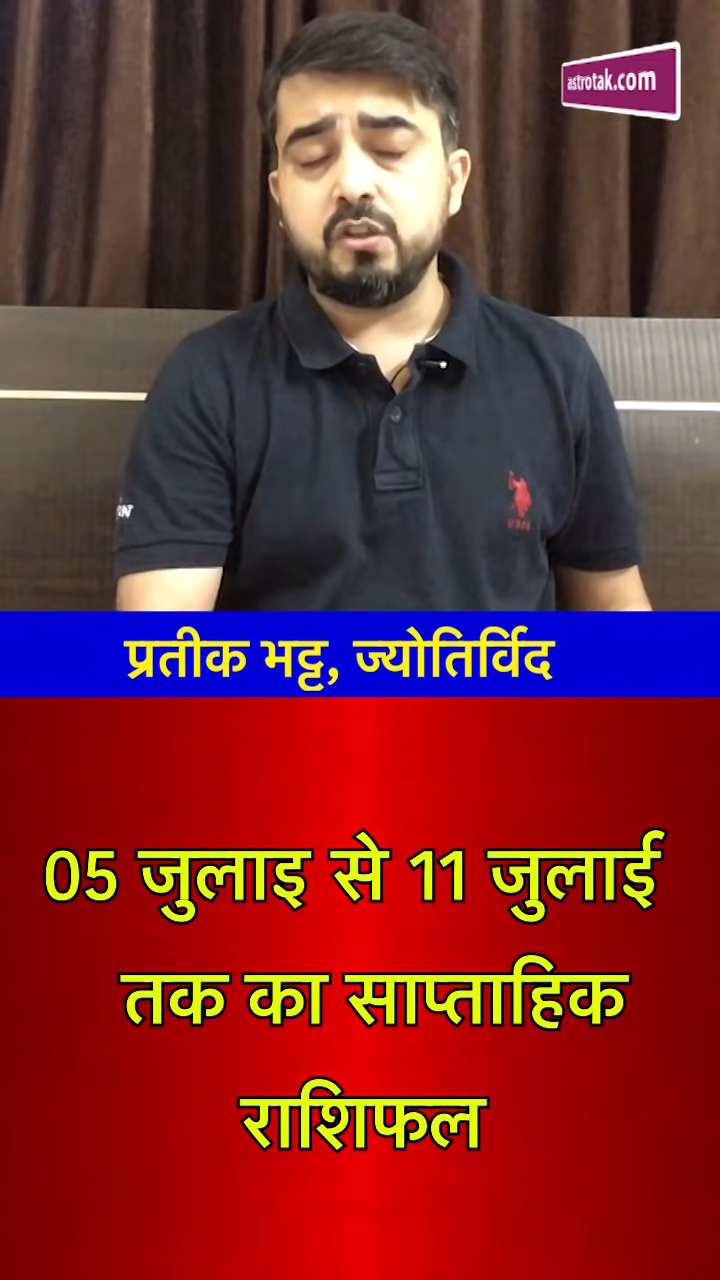 astrotak.com
प्रतीक भट्ट, ज्योतिर्विद
05 जुलाइ से 11 जुलाई
तक का साप्ताहिक
राशिफल